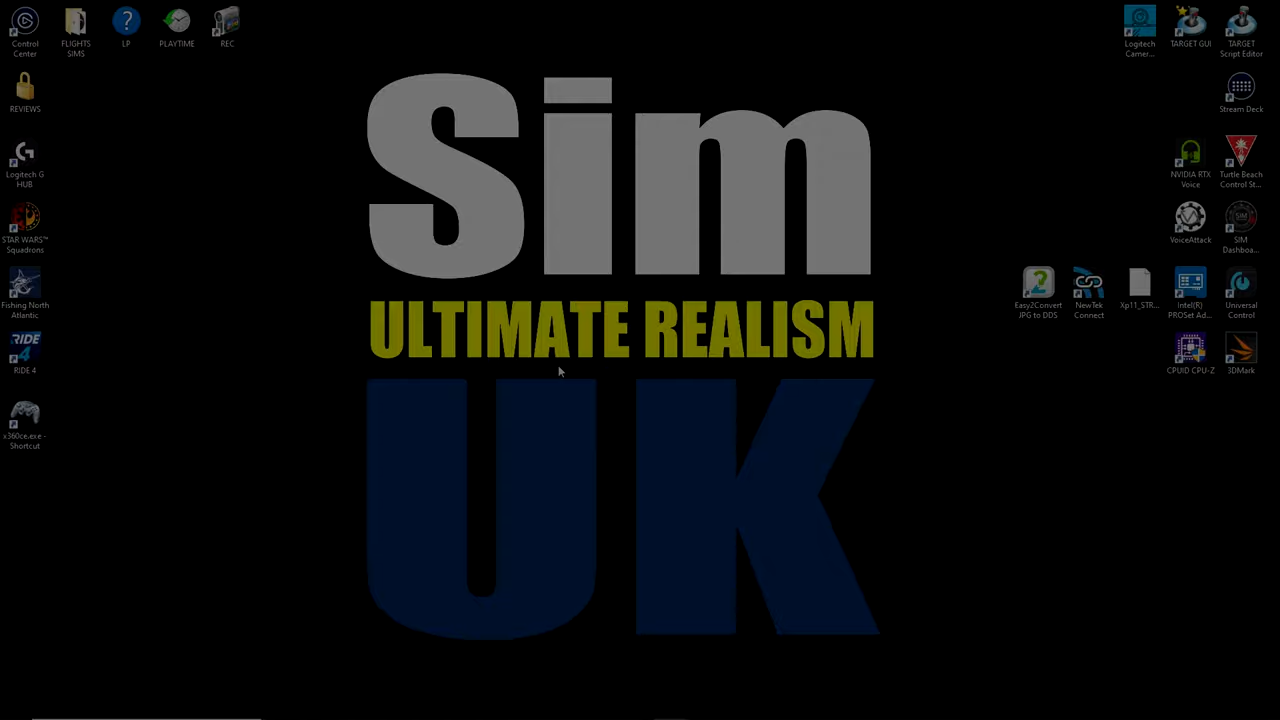 Control
Center
FLIGHTS
SIMS
LP
PLAYTIME
REC
Logitech
Camer...
TARGET GUI
TARGET
Script Editor
REVIEWS
Stream Deck
Logitech G
HUB
NVIDIA RTX
Voice
Turtle Beach
Control St...
STAR WARS™
Squadrons
VoiceAttack
SIM
Dashboa...
Fishing North
Atlantic
Easy2Convert
JPG to DDS
NewTek
Connect
Xp11_STR...
Intel(R)
PROSet Ad...
Universal
Control
RIDE 4
CPUID CPU-Z
3DMark
x360ce.exe -
Shortcut
Sim
ULTIMATE REALISM
UK